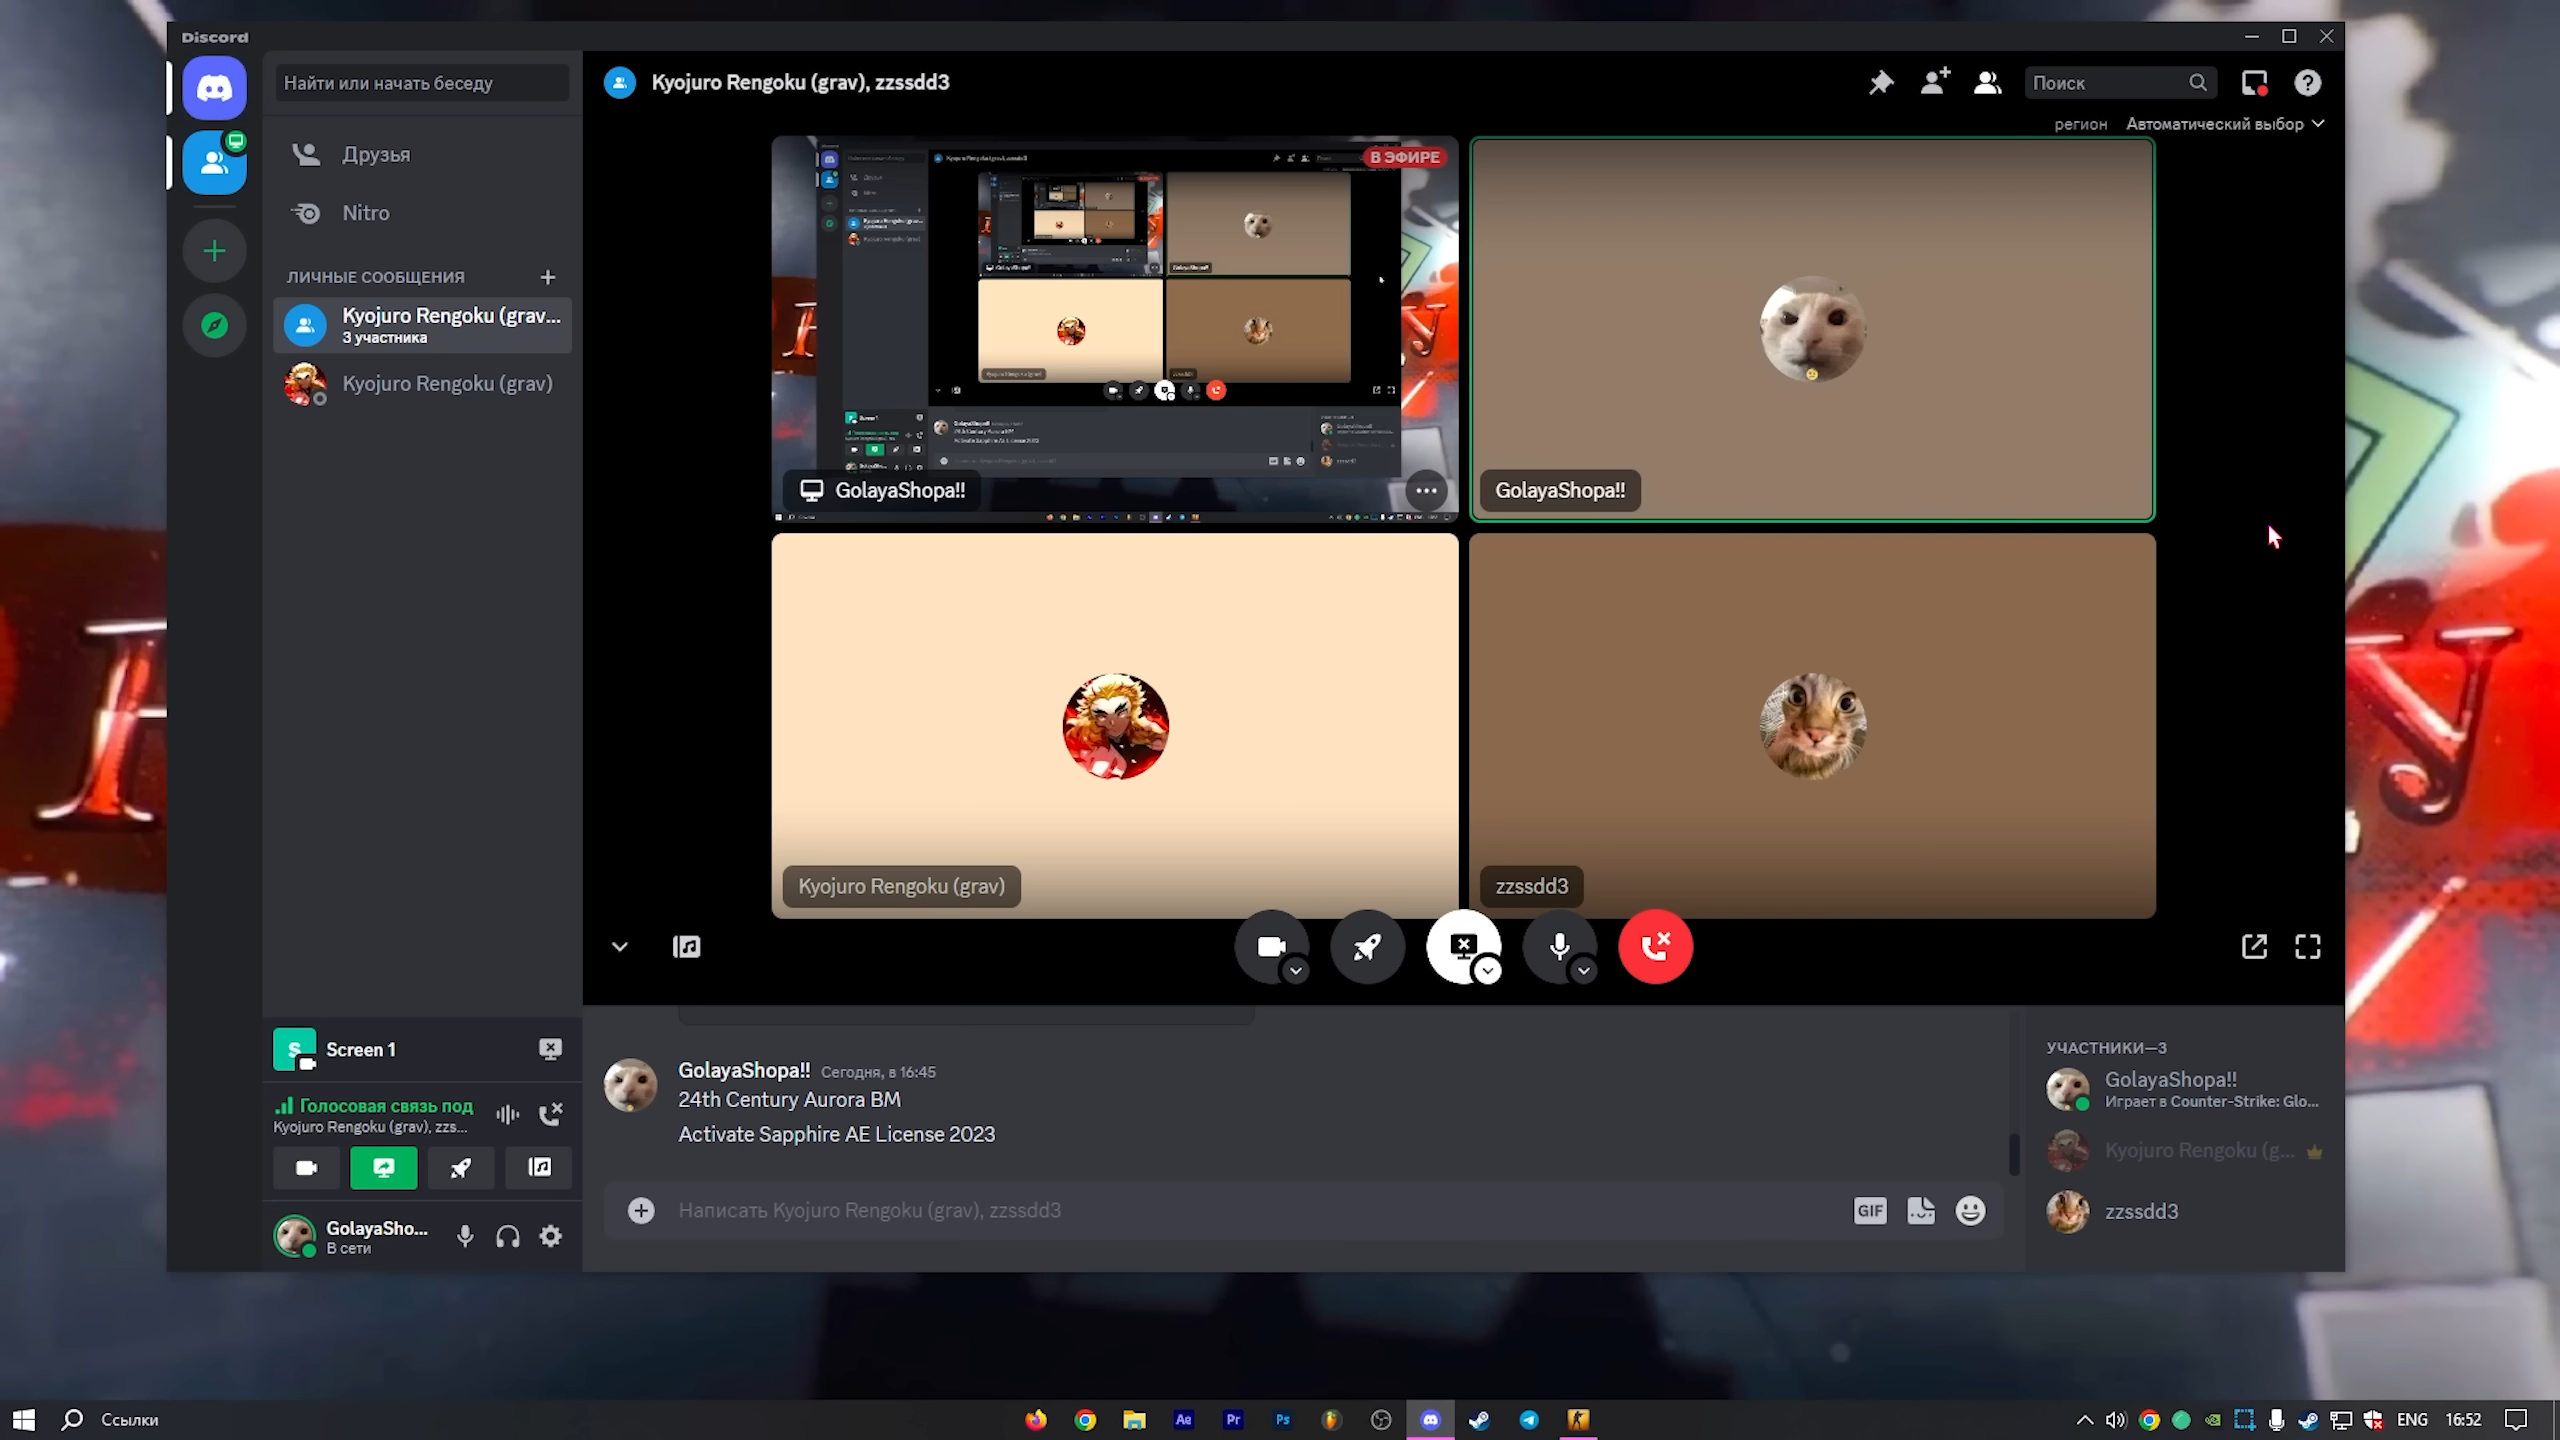 Discord
Найти или начать беседу
Друзья
Nitro
ЛИЧНЫЕ СООБЩЕНИЯ
Kyojuro Rengoku (grav...
3 участника
Kyojuro Rengoku (grav)
Kyojuro Rengoku (grav), zzssdd3
Поиск
регион Автоматический выбор
В ЭФИРЕ
GolayaShopa!!
GolayaShopa!!
Kyojuro Rengoku (grav)
zzssdd3
Screen 1
Голосовая связь под
Kyojuro Rengoku (grav), zzs...
GolayaSho...
В сети
GolayaShopa!! Сегодня, в 16:45
24th Century Aurora BM
Activate Sapphire AE License 2023
Написать Kyojuro Rengoku (grav), zzssdd3
GIF
УЧАСТНИКИ—3
GolayaShopa!!
Играет в Counter-Strike: Glo...
Kyojuro Rengoku (g...
zzssdd3
Ссылки
Ae
Pr
Ps
ENG
16:52